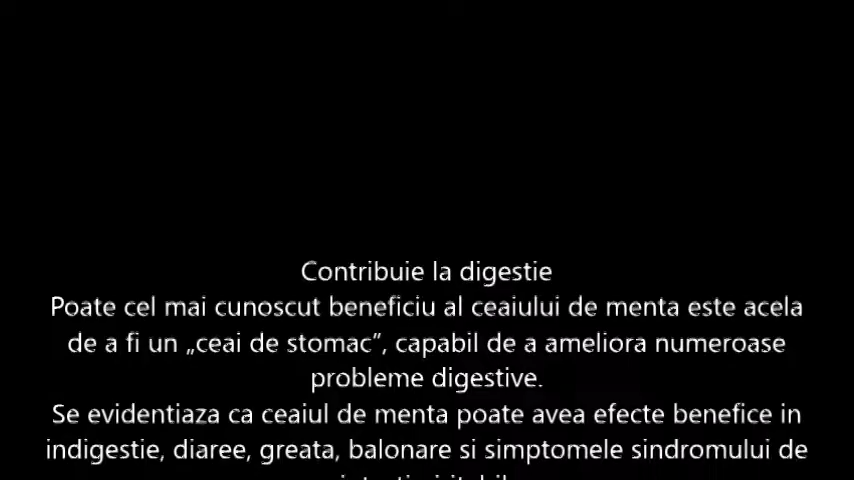 Contribuie la digestie
Poate cel mai cunoscut beneficiu al ceaiului de menta este acela
de a fi un „ceai de stomac”, capabil de a ameliora numeroase
probleme digestive.
Se evidentiaza ca ceaiul de menta poate avea efecte benefice in
indigestie, diaree, greata, balonare si simptomele sindromului de